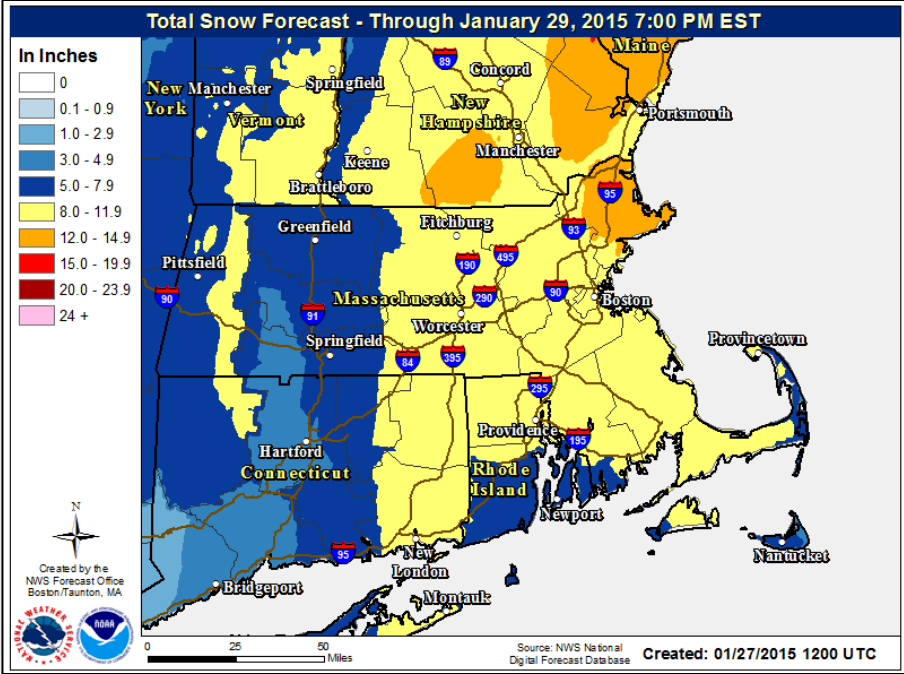 Total Snow Forecast - Through January 29, 2015 7:00 PM EST
In Inches
0
0.1 - 0.9
1.0 - 2.9
3.0 - 4.9
5.0 - 7.9
8.0 - 11.9
12.0 - 14.9
15.0 - 19.9
20.0 - 23.9
24 +
Maine
89
Concord
Springfield
New York
Manchester
Vermont
New Hampshire
Portsmouth
Manchester
Keene
Brattleboro
95
Greenfield
Fitchburg
93
Pittsfield
190
495
90
Massachusetts
290
90
Boston
91
Worcester
Springfield
84
395
Provincetown
295
Providence
195
Hartford
Connecticut
Rhode Island
Newport
95
New London
Nantucket
Bridgeport
Montauk
N
Created by the
NWS Forecast Office
Boston/Taunton, MA
NATIONAL WEATHER SERVICE
NOAA
0 25 50 Miles
Source: NWS National
Digital Forecast Database
Created: 01/27/2015 1200 UTC